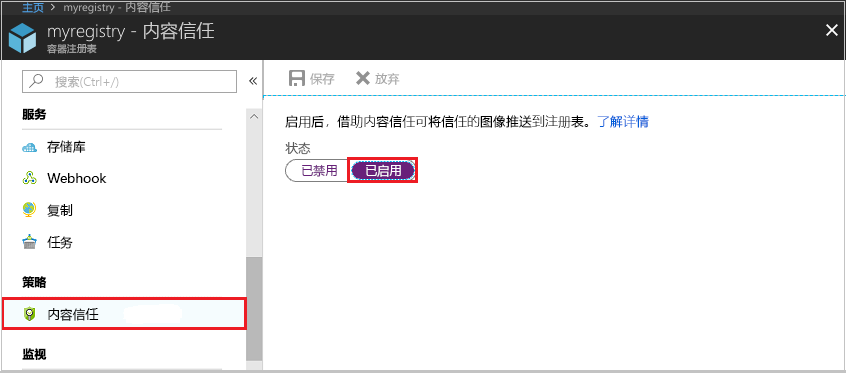 主页 > myregistry - 内容信任
myregistry - 内容信任
容器注册表
搜索(Ctrl+/)
保存 放弃
服务
启用后，借助内容信任可将信任的图像推送到注册表。了解详情
存储库
状态
已禁用 已启用
Webhook
复制
任务
策略
内容信任
监视